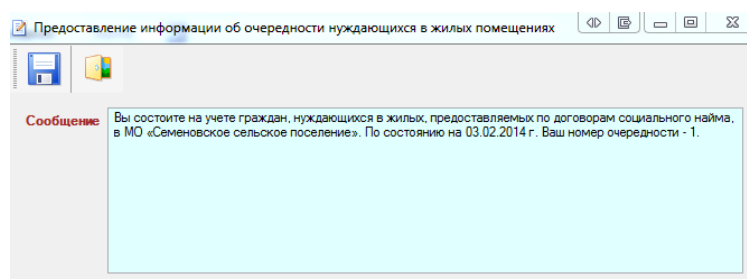 Предоставление информации об очередности нуждающихся в жилых помещениях
Сообщение
Вы состоите на учете граждан, нуждающихся в жилых, предоставляемых по договорам социального найма,
в МО «Семеновское сельское поселение». По состоянию на 03.02.2014 г. Ваш номер очередности - 1.